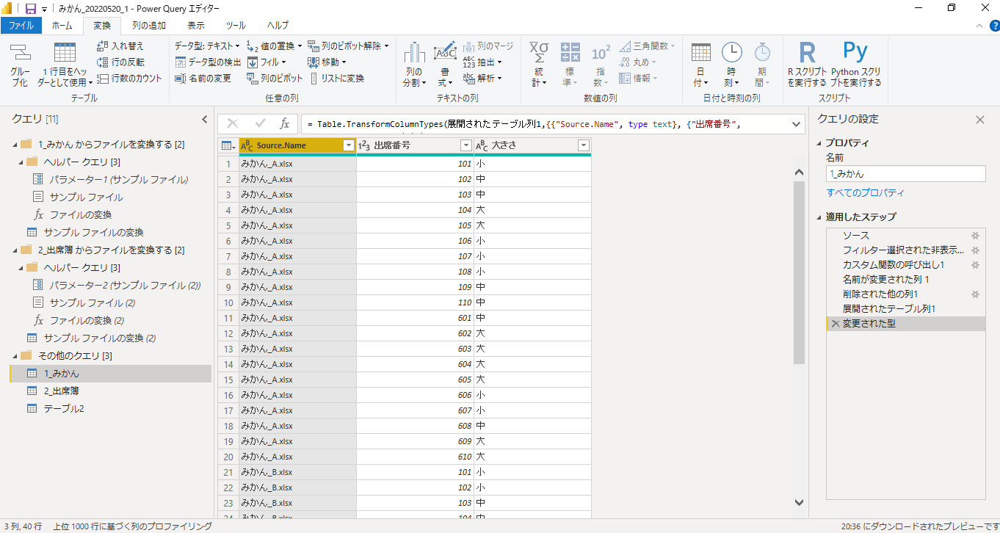 みかん_20220520_1 - Power Query エディター
ファイル ホーム 変換 列の追加 表示 ツール ヘルプ
グループ化
1 行目をヘッダーとして使用
入れ替え
行の反転
行数のカウント
テーブル
データ型: テキスト
データ型の検出
名前の変更
値の置換
フィル
列のピボット
列のピボット解除
移動
リストに変換
任意の列
列の分割
書式
列のマージ
抽出
解析
テキストの列
統計
標準
指数
三角関数
丸め
情報
数値の列
日付
時刻
期間
日付と時刻の列
R スクリプトを実行する
Python スクリプトを実行する
スクリプト
クエリ [11]
1_みかん からファイルを変換する [2]
ヘルパー クエリ [3]
パラメーター1 (サンプル ファイル)
サンプル ファイル
ファイルの変換
サンプル ファイルの変換
2_出席簿 からファイルを変換する [2]
ヘルパー クエリ [3]
パラメーター2 (サンプル ファイル (2))
サンプル ファイル (2)
ファイルの変換 (2)
サンプル ファイルの変換 (2)
その他のクエリ [3]
1_みかん
2_出席簿
テーブル2
= Table.TransformColumnTypes(展開されたテーブル列1,{{"Source.Name", type text}, {"出席番号",
Source.Name 出席番号 大きさ
1 みかん_A.xlsx 101 小
2 みかん_A.xlsx 102 中
3 みかん_A.xlsx 103 中
4 みかん_A.xlsx 104 大
5 みかん_A.xlsx 105 大
6 みかん_A.xlsx 106 小
7 みかん_A.xlsx 107 小
8 みかん_A.xlsx 108 小
9 みかん_A.xlsx 109 中
10 みかん_A.xlsx 110 中
11 みかん_A.xlsx 601 中
12 みかん_A.xlsx 602 大
13 みかん_A.xlsx 603 大
14 みかん_A.xlsx 604 大
15 みかん_A.xlsx 605 大
16 みかん_A.xlsx 606 小
17 みかん_A.xlsx 607 小
18 みかん_A.xlsx 608 中
19 みかん_A.xlsx 609 大
20 みかん_A.xlsx 610 大
21 みかん_B.xlsx 101 小
22 みかん_B.xlsx 102 小
23 みかん_B.xlsx 103 中
24 みかん_B.xlsx 104 中
クエリの設定
プロパティ
名前
1_みかん
すべてのプロパティ
適用したステップ
ソース
フィルター選択された非表示...
カスタム関数の呼び出し1
名前が変更された列 1
削除された他の列1
展開されたテーブル列1
変更された型
3 列、40 行 上位 1000 行に基づく列のプロファイリング
20:36 にダウンロードされたプレビューです